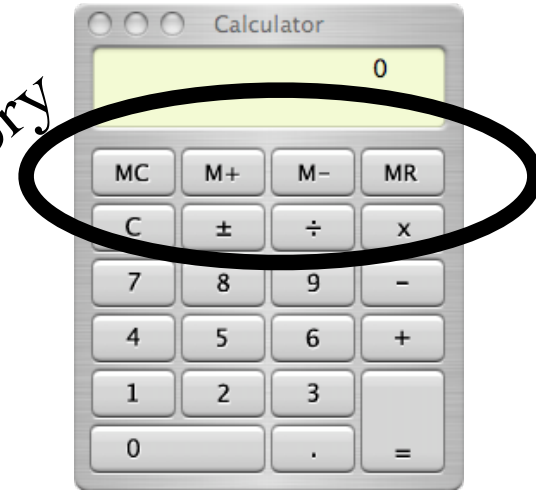 Calculator
0
MC M+ M− MR
C ± ÷ x
7 8 9 −
4 5 6 +
1 2 3
0 . =